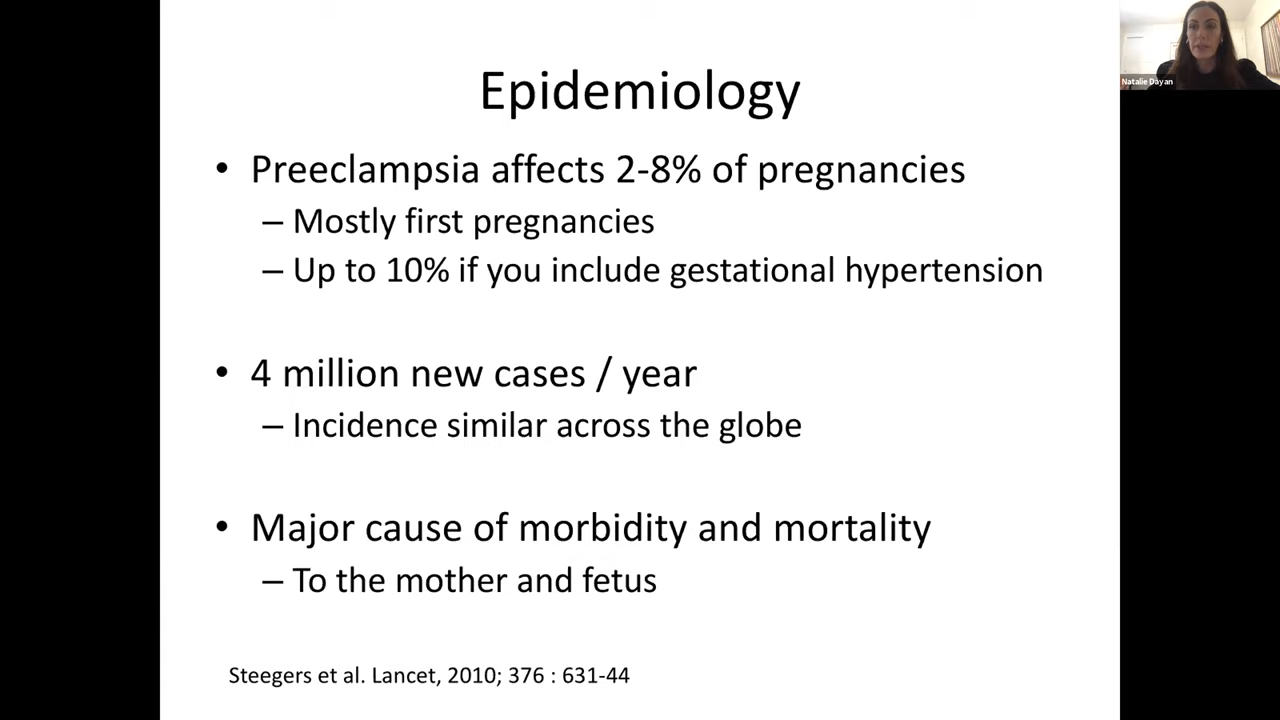 Epidemiology
• Preeclampsia affects 2-8% of pregnancies
– Mostly first pregnancies
– Up to 10% if you include gestational hypertension
• 4 million new cases / year
– Incidence similar across the globe
• Major cause of morbidity and mortality
– To the mother and fetus
Steegers et al. Lancet, 2010; 376 : 631-44
Natalie Dayan